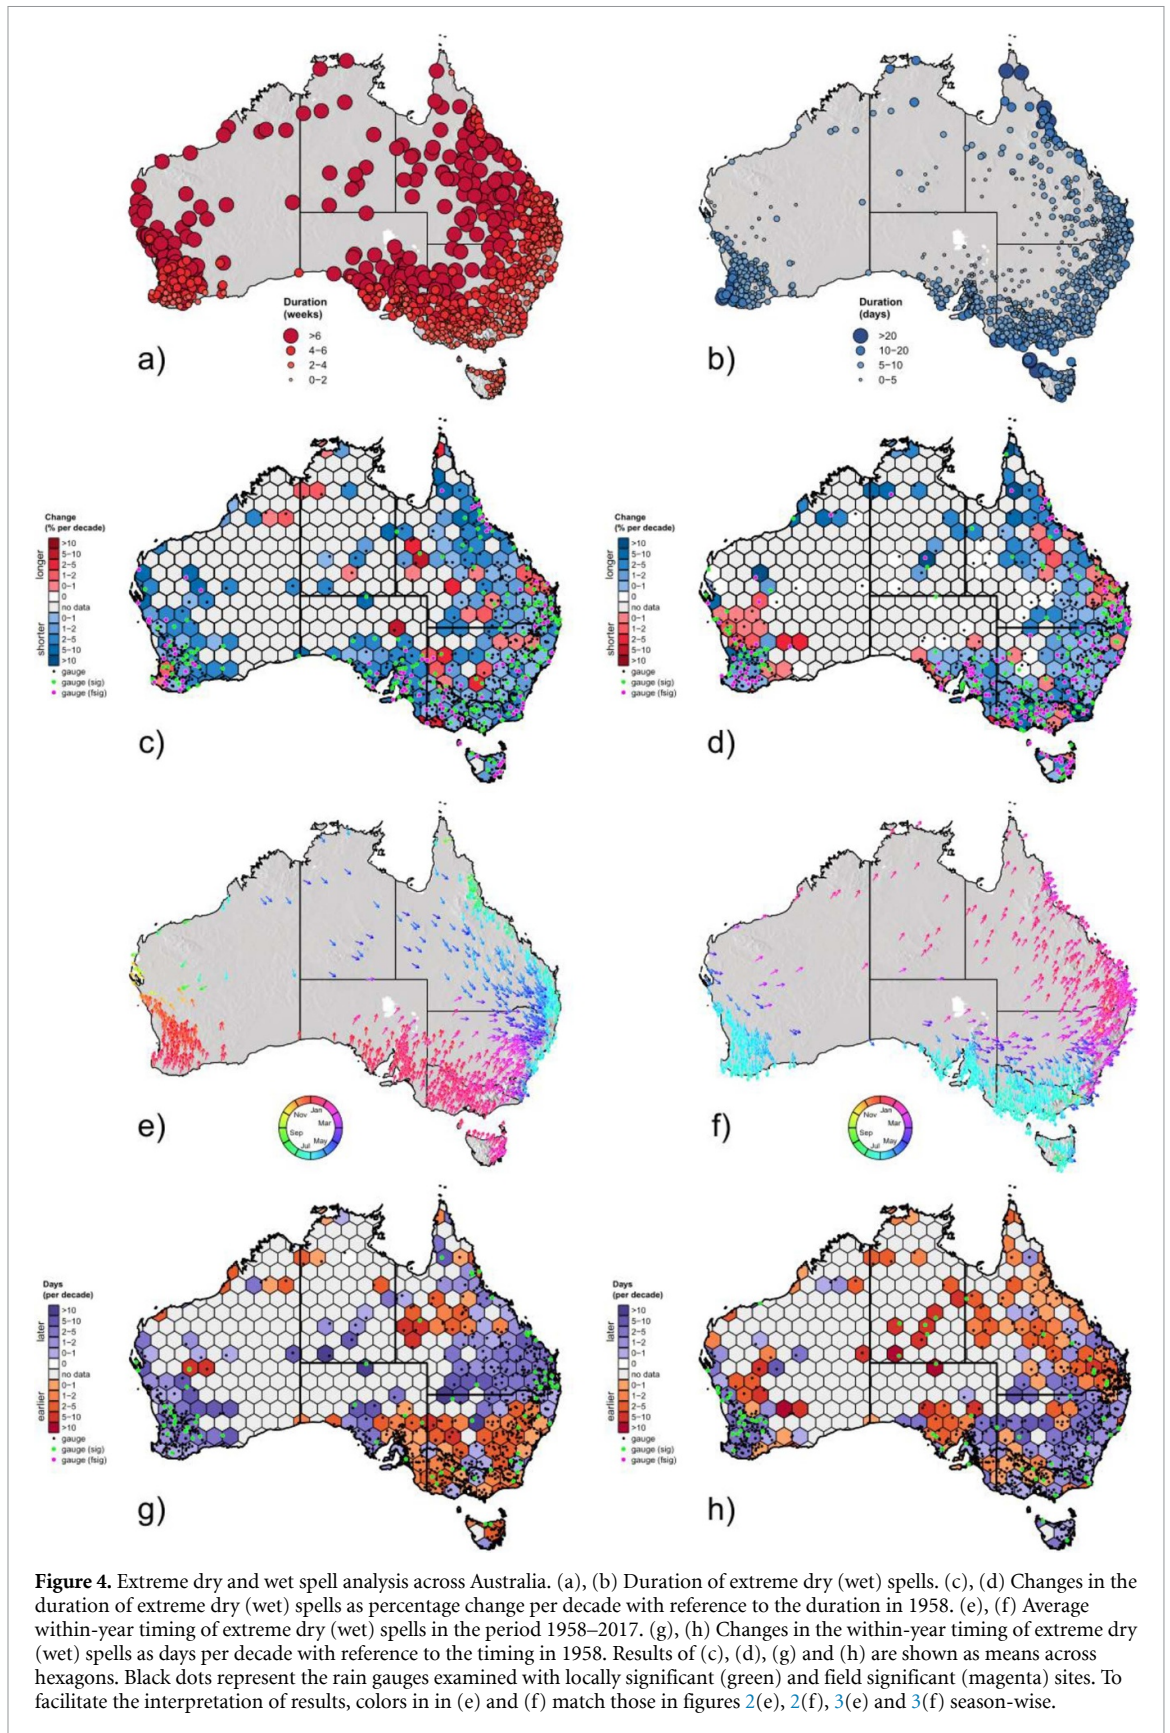 Duration
(weeks)
>6
4–6
2–4
0–2
a)
Duration
(days)
>20
10–20
5–10
0–5
b)
Change
(% per decade)
longer
shorter
>10
5–10
2–5
1–2
0–1
0
no data
0–1
1–2
2–5
5–10
>10
gauge
gauge (sig)
gauge (fsig)
c)
Change
(% per decade)
longer
shorter
>10
5–10
2–5
1–2
0–1
0
no data
0–1
1–2
2–5
5–10
>10
gauge
gauge (sig)
gauge (fsig)
d)
Jan
Mar
May
Jul
Sep
Nov
e)
Jan
Mar
May
Jul
Sep
Nov
f)
Days
(per decade)
later
earlier
>10
5–10
2–5
1–2
0–1
0
no data
0–1
1–2
2–5
5–10
>10
gauge
gauge (sig)
gauge (fsig)
g)
Days
(per decade)
later
earlier
>10
5–10
2–5
1–2
0–1
0
no data
0–1
1–2
2–5
5–10
>10
gauge
gauge (sig)
gauge (fsig)
h)
Figure 4. Extreme dry and wet spell analysis across Australia. (a), (b) Duration of extreme dry (wet) spells. (c), (d) Changes in the
duration of extreme dry (wet) spells as percentage change per decade with reference to the duration in 1958. (e), (f) Average
within-year timing of extreme dry (wet) spells in the period 1958–2017. (g), (h) Changes in the within-year timing of extreme dry
(wet) spells as days per decade with reference to the timing in 1958. Results of (c), (d), (g) and (h) are shown as means across
hexagons. Black dots represent the rain gauges examined with locally significant (green) and field significant (magenta) sites. To
facilitate the interpretation of results, colors in in (e) and (f) match those in figures 2(e), 2(f), 3(e) and 3(f) season-wise.